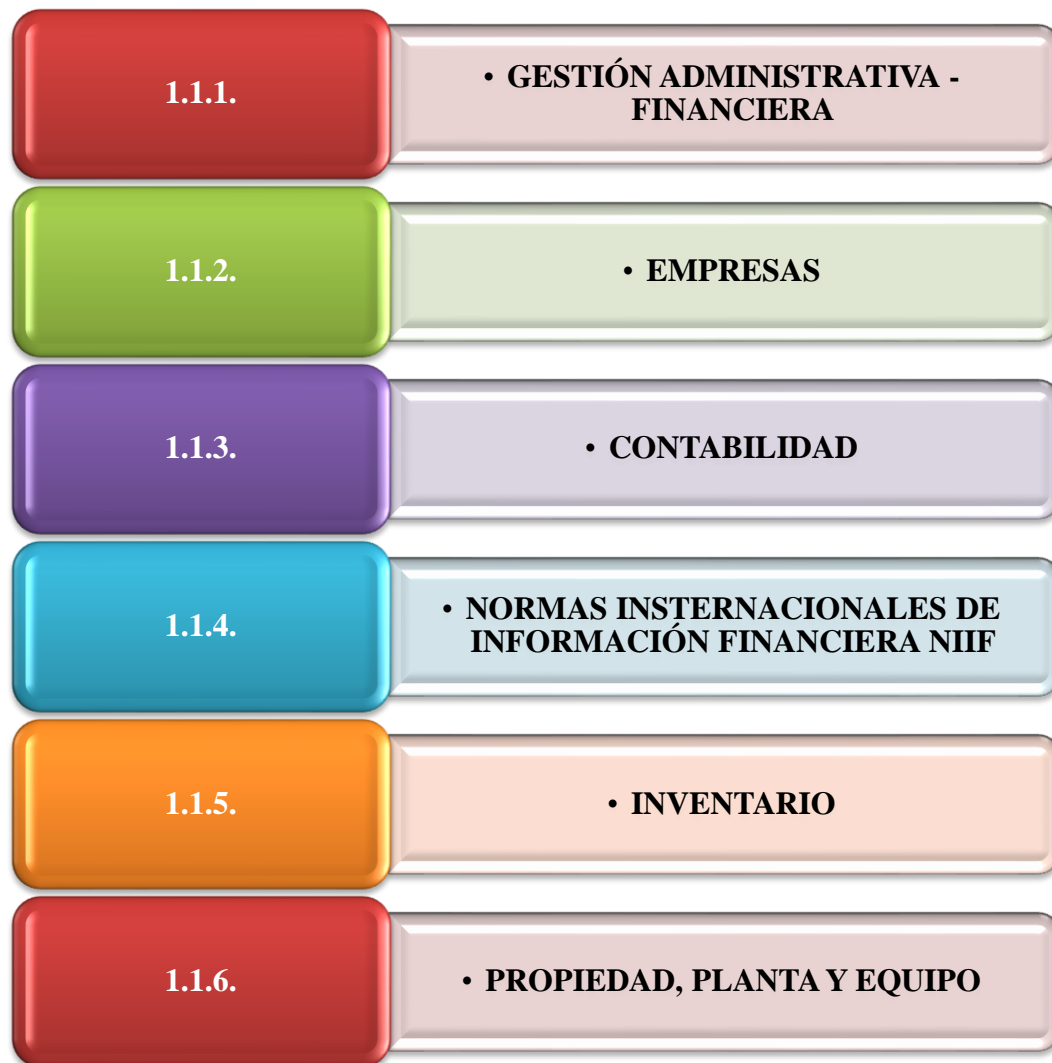 1.1.1.
• GESTIÓN ADMINISTRATIVA -
FINANCIERA
1.1.2.
• EMPRESAS
1.1.3.
• CONTABILIDAD
1.1.4.
• NORMAS INSTERNACIONALES DE
INFORMACIÓN FINANCIERA NIIF
1.1.5.
• INVENTARIO
1.1.6.
• PROPIEDAD, PLANTA Y EQUIPO